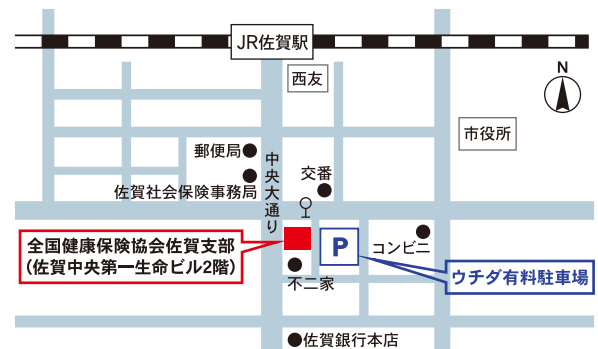 JR佐賀駅
西友
N
市役所
郵便局
中央大通り
交番
佐賀社会保険事務局
全国健康保険協会佐賀支部
(佐賀中央第一生命ビル2階)
P
コンビニ
ウチダ有料駐車場
不二家
佐賀銀行本店